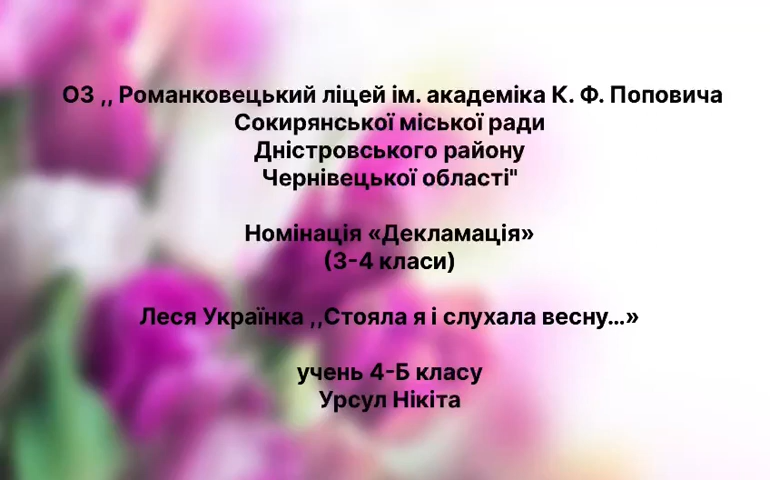 ОЗ ,, Романковецький ліцей ім. академіка К. Ф. Поповича
Сокирянської міської ради
Дністровського району
Чернівецької області"
Номінація «Декламація»
(3-4 класи)
Леся Українка ,,Стояла я і слухала весну...»
учень 4-Б класу
Урсул Нікіта